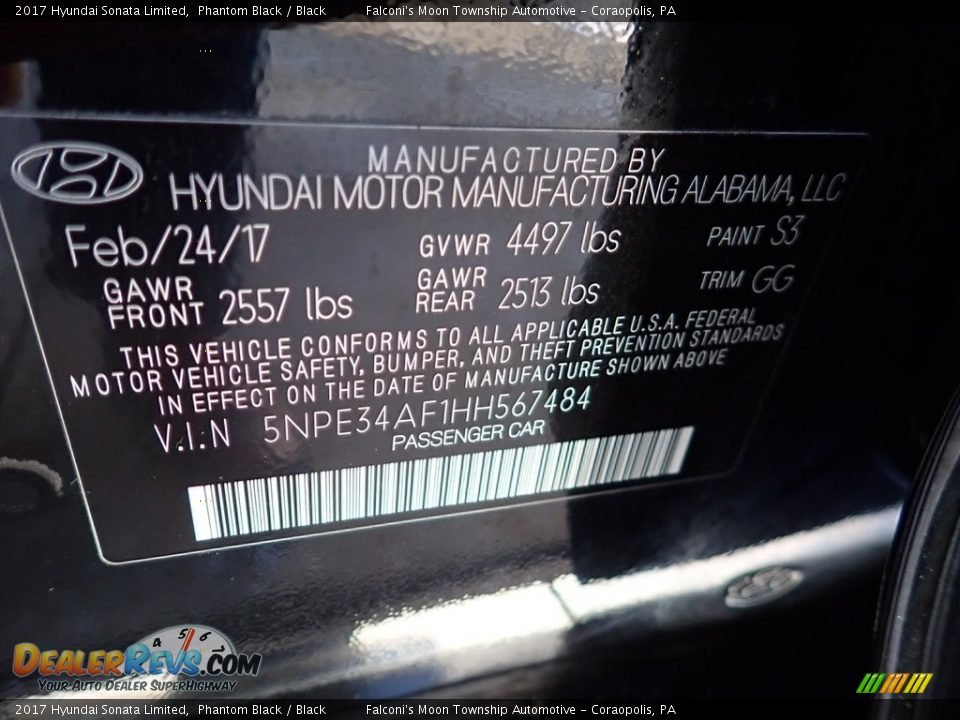 2017 Hyundai Sonata Limited,  Phantom Black / Black        Falconi's Moon Township Automotive - Coraopolis, PA
MANUFACTURED BY
HYUNDAI MOTOR MANUFACTURING ALABAMA, LLC
Feb/24/17 GVWR 4497 lbs PAINT S3
GAWR FRONT 2557 lbs GAWR REAR 2513 lbs TRIM GG
THIS VEHICLE CONFORMS TO ALL APPLICABLE U.S.A. FEDERAL
MOTOR VEHICLE SAFETY, BUMPER, AND THEFT PREVENTION STANDARDS
IN EFFECT ON THE DATE OF MANUFACTURE SHOWN ABOVE
V.I.N 5NPE34AF1HH567484
PASSENGER CAR
4 5 6
DealerRevs.com
Your Auto Dealer SuperHighway
2017 Hyundai Sonata Limited,  Phantom Black / Black        Falconi's Moon Township Automotive - Coraopolis, PA